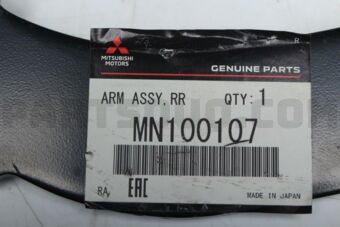 R
MITSUBISHI
MOTORS
GENUINE PARTS
ARM ASSY, RR QTY: 1
MN100107
RA, EAC MADE IN JAPAN